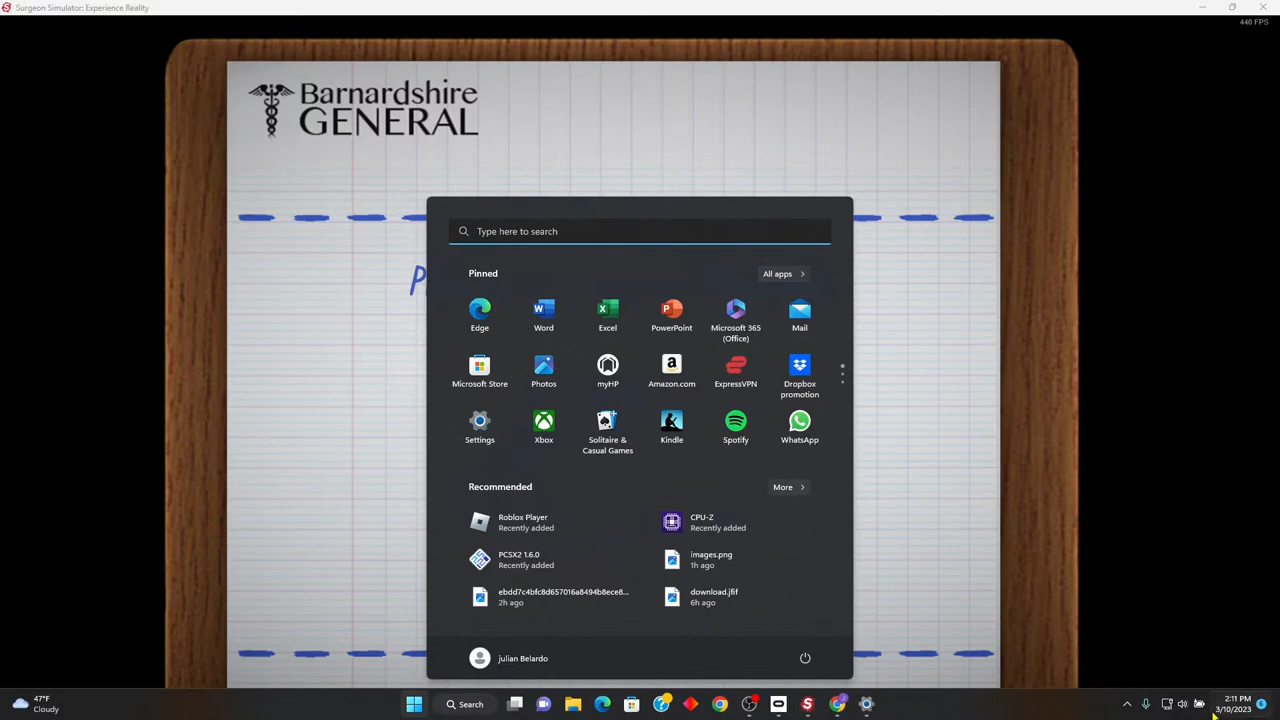 Surgeon Simulator: Experience Reality
440 FPS
Barnardshire
GENERAL
P
Type here to search
Pinned
All apps
Edge
Word
Excel
PowerPoint
Microsoft 365
(Office)
Mail
Microsoft Store
Photos
myHP
Amazon.com
ExpressVPN
Dropbox
promotion
Settings
Xbox
Solitaire &
Casual Games
Kindle
Spotify
WhatsApp
Recommended
More
Roblox Player
Recently added
CPU-Z
Recently added
PCSX2 1.6.0
Recently added
images.png
1h ago
ebdd7c4bfc8d657016a8494b8ece8...
2h ago
download.jfif
6h ago
julian Belardo
47°F
Cloudy
Search
2:11 PM
3/10/2023
6